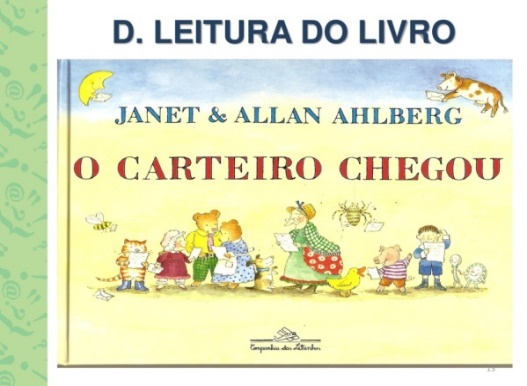 D. LEITURA DO LIVRO
JANET & ALLAN AHLBERG
O CARTEIRO CHEGOU
Companhia das Letrinhas